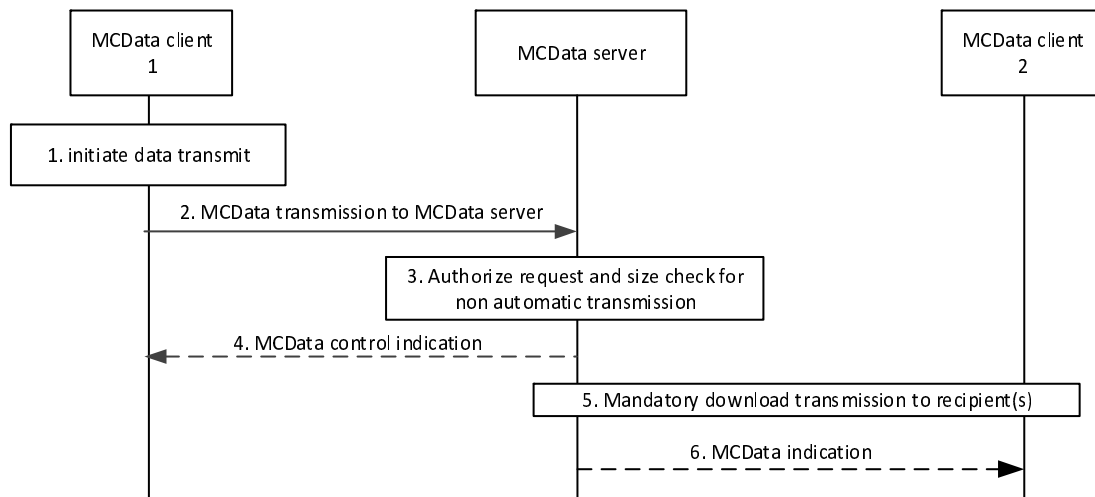 MCData client
1
MCData server
MCData client
2
1. initiate data transmit
2. MCData transmission to MCData server
3. Authorize request and size check for
non automatic transmission
4. MCData control indication
5. Mandatory download transmission to recipient(s)
6. MCData indication